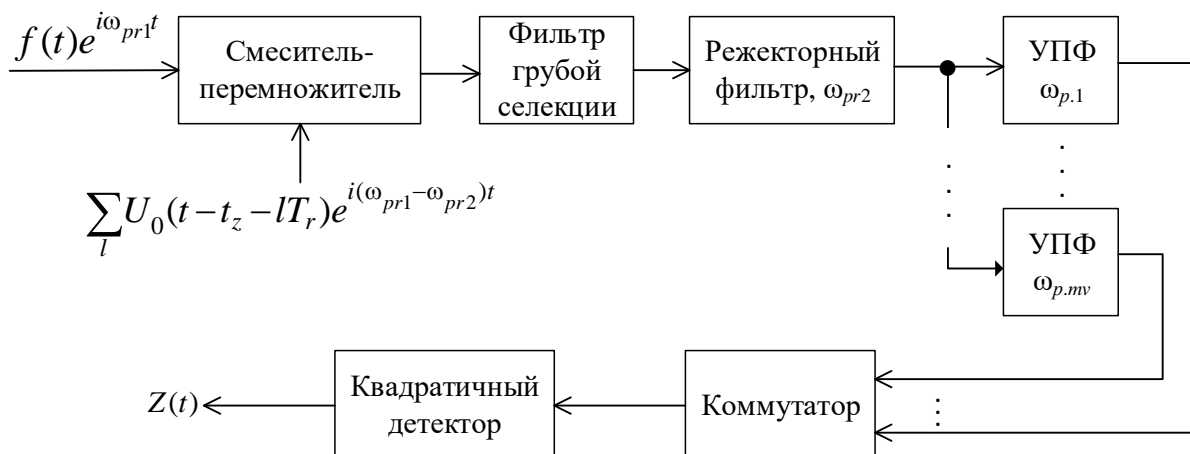 f(t)e^{iω_{pr1}t}
Смеситель-
перемножитель
Фильтр
грубой
селекции
Режекторный
фильтр, ω_{pr2}
УПФ
ω_{p.1}
∑_l U_0(t−t_z−lT_r)e^{i(ω_{pr1}−ω_{pr2})t}
УПФ
ω_{p.mv}
Z(t)
Квадратичный
детектор
Коммутатор